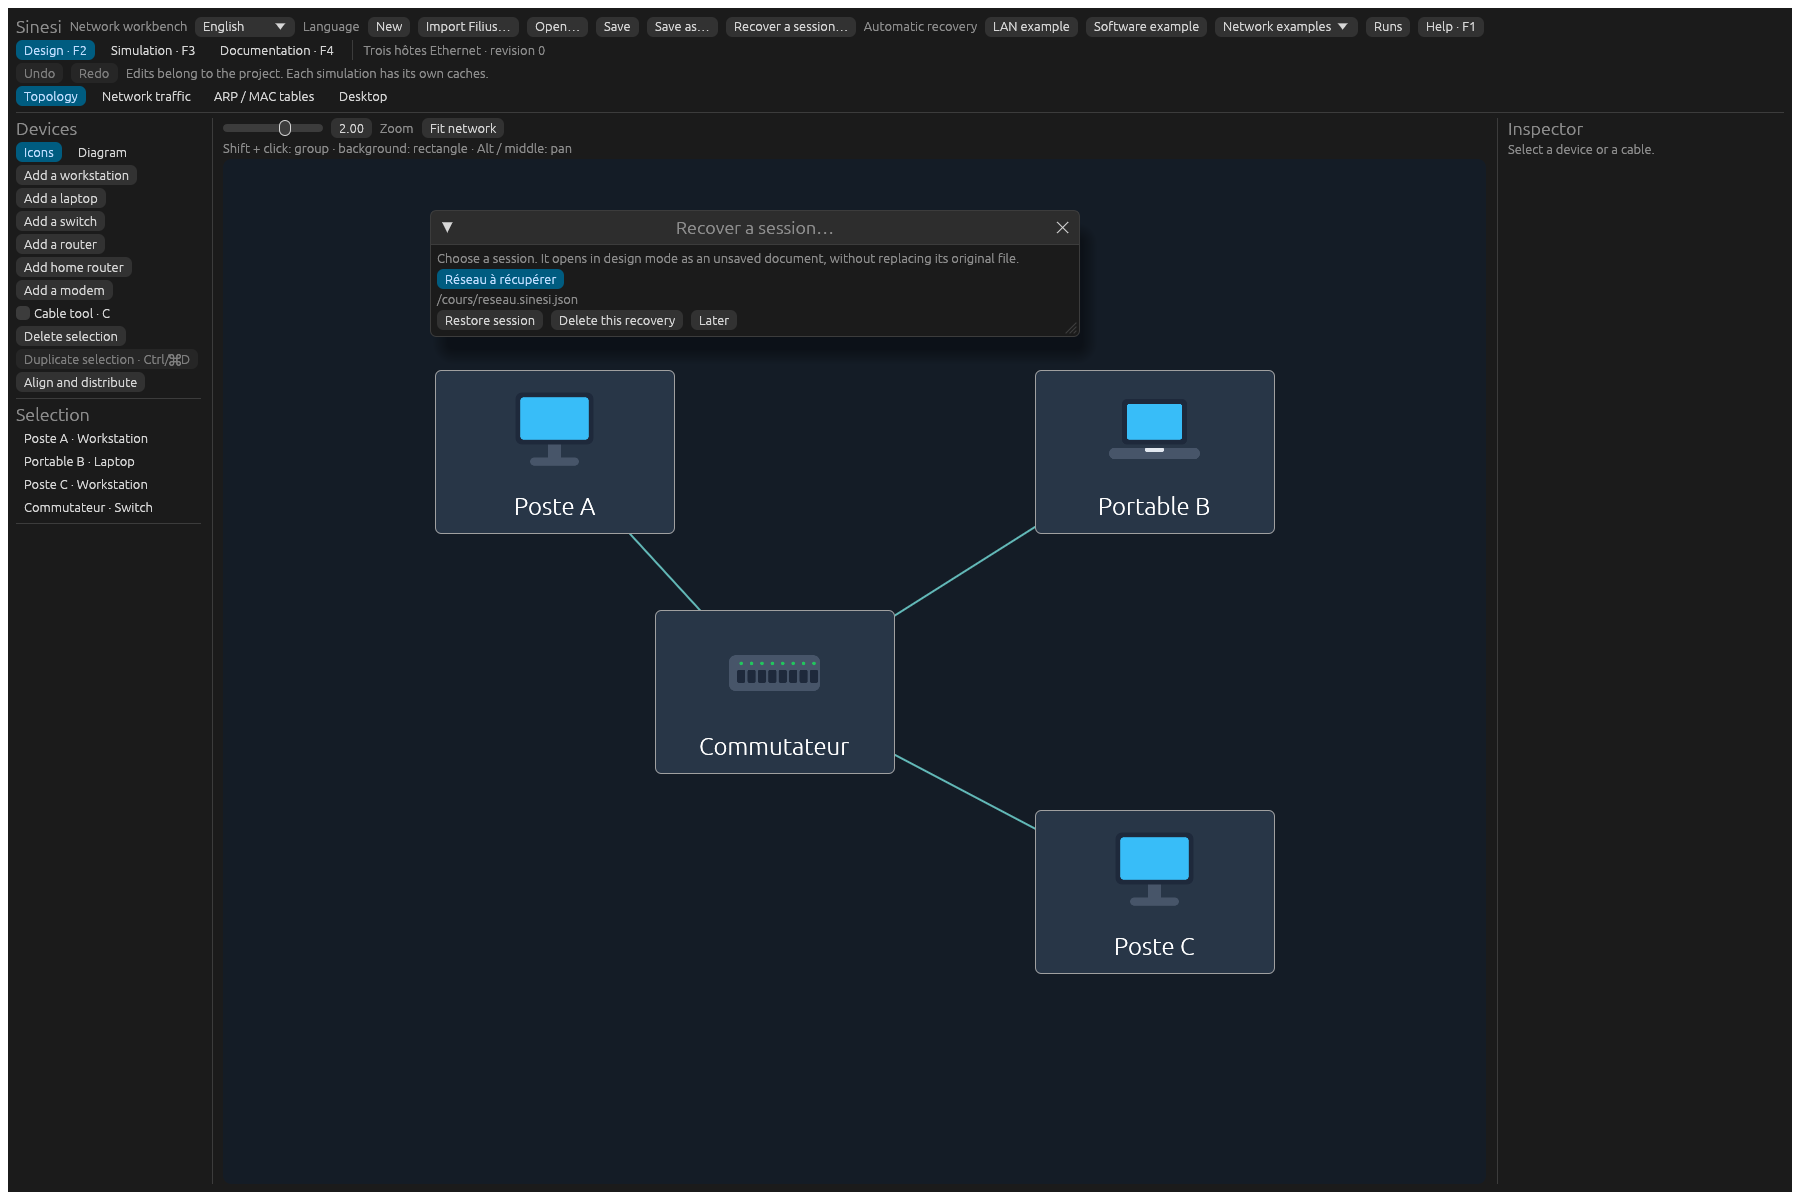 Sinesi Network workbench English Language New Import Filius… Open… Save Save as… Recover a session… Automatic recovery LAN example Software example Network examples Runs Help · F1
Design · F2 Simulation · F3 Documentation · F4 Trois hôtes Ethernet · revision 0
Undo Redo Edits belong to the project. Each simulation has its own caches.
Topology Network traffic ARP / MAC tables Desktop
Devices
Icons Diagram
Add a workstation
Add a laptop
Add a switch
Add a router
Add home router
Add a modem
Cable tool · C
Delete selection
Duplicate selection · Ctrl/⌘D
Align and distribute
Selection
Poste A · Workstation
Portable B · Laptop
Poste C · Workstation
Commutateur · Switch
2.00 Zoom Fit network
Shift + click: group · background: rectangle · Alt / middle: pan
Recover a session…
Choose a session. It opens in design mode as an unsaved document, without replacing its original file.
Réseau à récupérer
/cours/reseau.sinesi.json
Restore session Delete this recovery Later
Poste A
Portable B
Commutateur
Poste C
Inspector
Select a device or a cable.